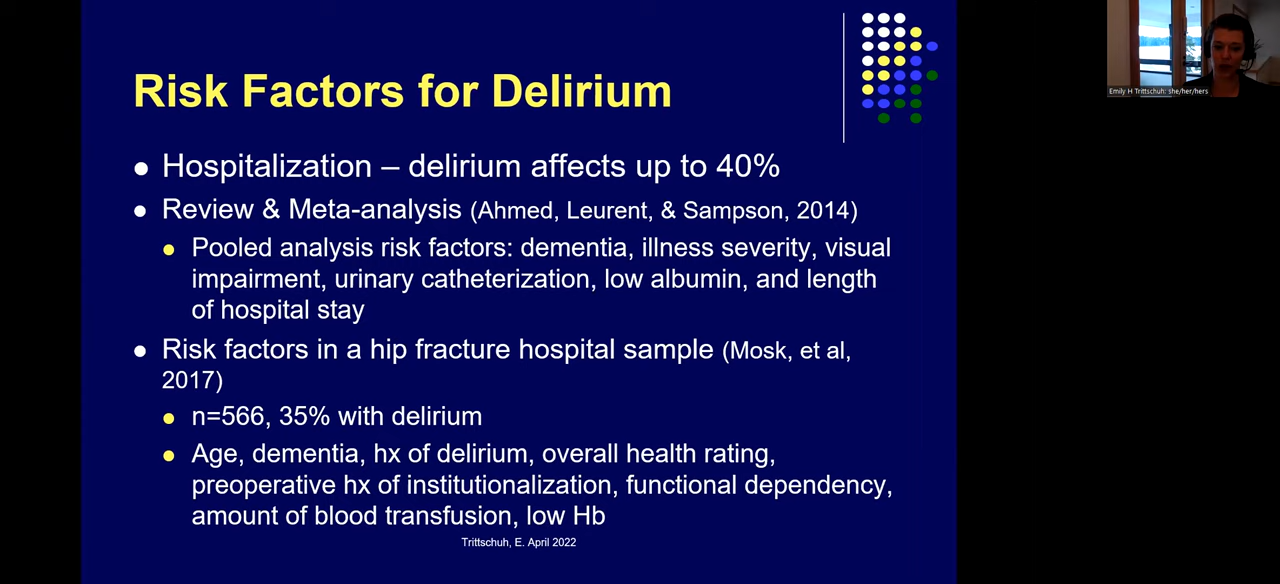 Risk Factors for Delirium
Hospitalization – delirium affects up to 40%
Review & Meta-analysis (Ahmed, Leurent, & Sampson, 2014)
Pooled analysis risk factors: dementia, illness severity, visual
impairment, urinary catheterization, low albumin, and length
of hospital stay
Risk factors in a hip fracture hospital sample (Mosk, et al,
2017)
n=566, 35% with delirium
Age, dementia, hx of delirium, overall health rating,
preoperative hx of institutionalization, functional dependency,
amount of blood transfusion, low Hb
Trittschuh, E. April 2022
Emily H Trittschuh: she/her/hers